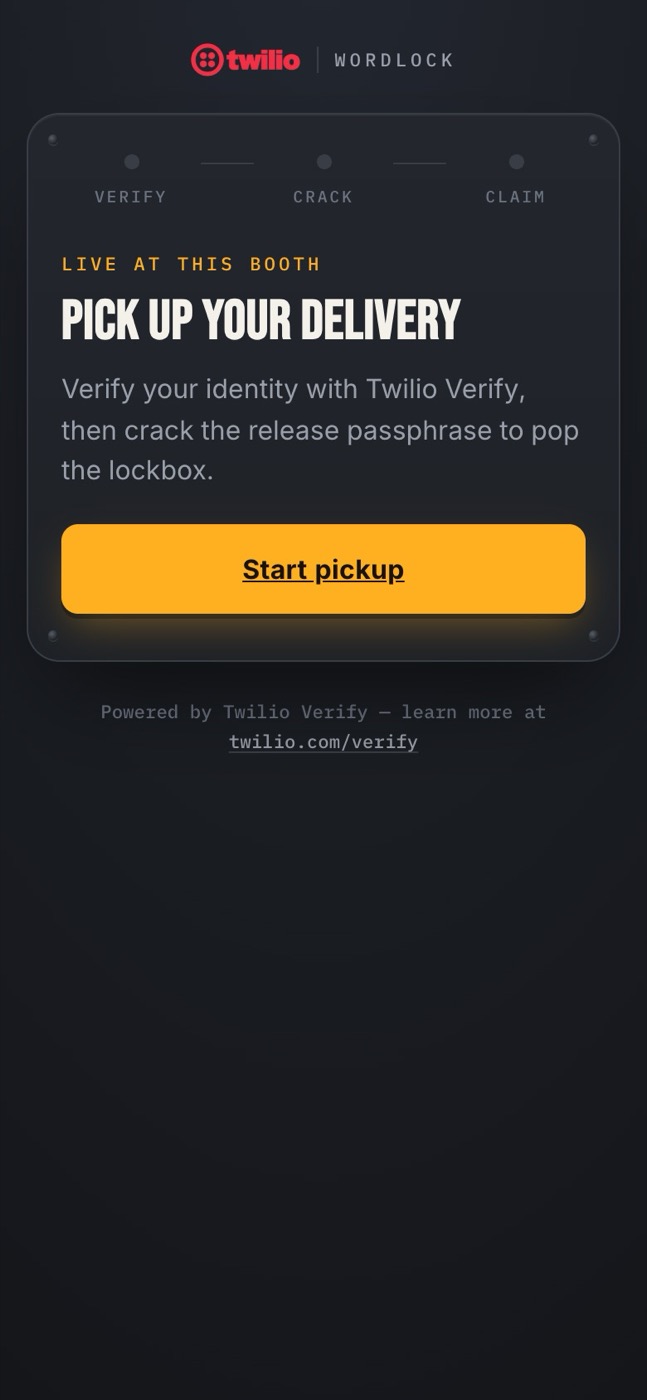 twilio WORDLOCK
VERIFY CRACK CLAIM
LIVE AT THIS BOOTH
PICK UP YOUR DELIVERY
Verify your identity with Twilio Verify,
then crack the release passphrase to pop
the lockbox.
Start pickup
Powered by Twilio Verify — learn more at
twilio.com/verify